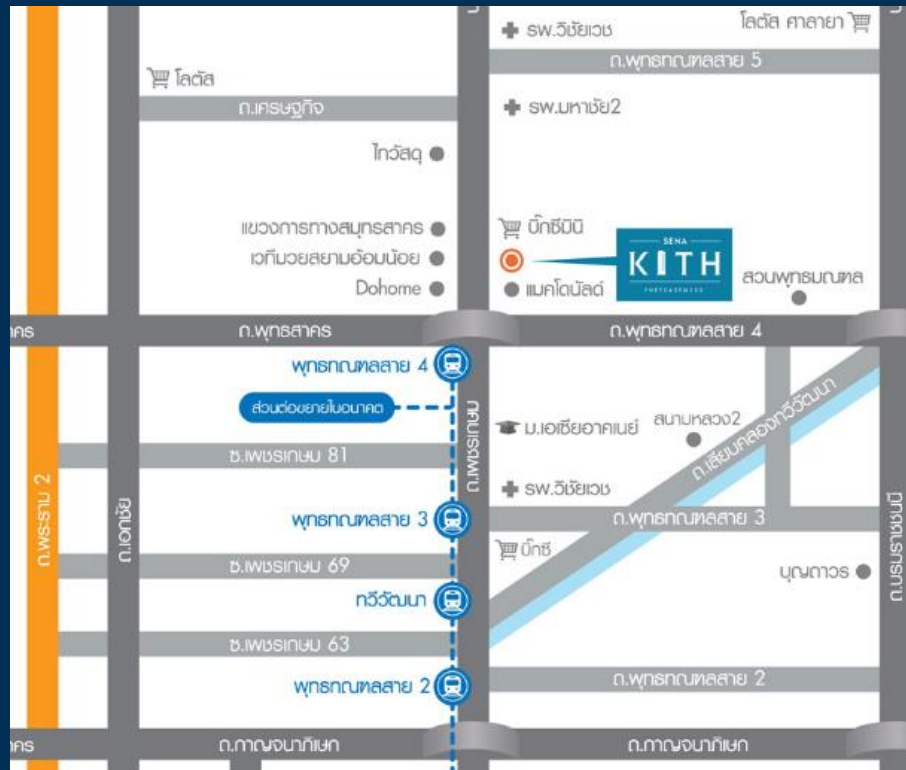 รพ.วิชัยเวช
โลตัส ศาลายา
ถ.พุทธทณฑลสาย 5
โลตัส
ถ.เศรษฐกิจ
รพ.มหาชัย2
ไทวัสดุ
แขวงการทางสมุทรสาคร
เวทีมวยสยามอ้อมน้อย
Dohome
บิ๊กซีมินิ
SENA
KITH
แมคโดนัลด์
สวนพุทธมณฑล
าคร
ถ.พุทธสาคร
ถ.พุทธทณฑลสาย 4
พุทธทณฑลสาย 4
ส่วนต่อขยายในอนาคต
ถ.เพชรเกษม
ม.เอเชียอาคเนย์
สนามหลวง2
ถ.เลียบคลองทวีวัฒนา
ซ.เพชรเกษม 81
รพ.วิชัยเวช
ถ.พระราม 2
ถ.เอกชัย
พุทธทณฑลสาย 3
ถ.พุทธทณฑลสาย 3
ถ.บรมราชชนนี
บิ๊กซี
ซ.เพชรเกษม 69
บุญถาวร
ทวีวัฒนา
ซ.เพชรเกษม 63
พุทธทณฑลสาย 2
ถ.พุทธทณฑลสาย 2
าคร
ถ.กาญจนาภิเษก
ถ.กาญจนาภิเษก